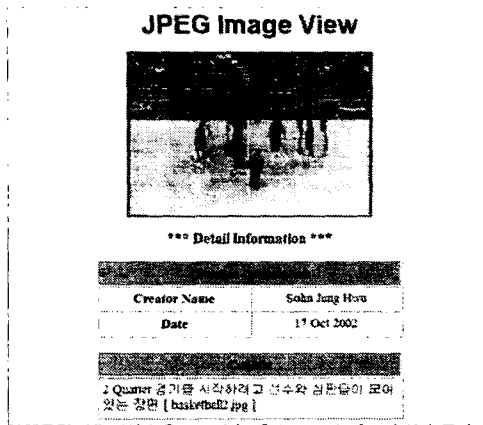 JPEG Image View
*** Detail Information ***
Creator Name Sohn Jung Hwu
Date 17 Oct 2002
2 Quarter 경기를 시작하려고 선수와 심판들이 모여
있는 장면 [ basketball2.jpg ]